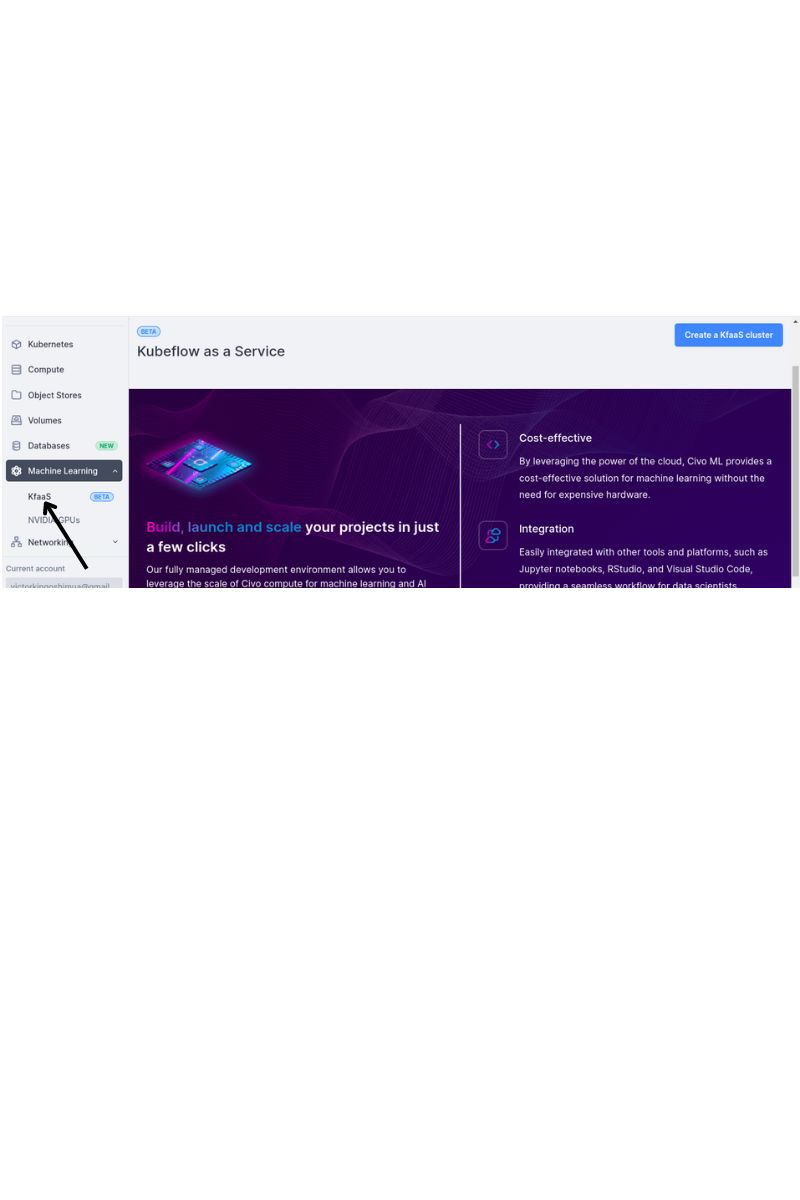 Kubernetes
Compute
Object Stores
Volumes
Databases NEW
Machine Learning
KfaaS BETA
NVIDIA GPUs
Networking
Current account
victorkingoshimua@gmail
BETA
Kubeflow as a Service
Create a KfaaS cluster
Build, launch and scale your projects in just
a few clicks
Our fully managed development environment allows you to
leverage the scale of Civo compute for machine learning and AI
Cost-effective
By leveraging the power of the cloud, Civo ML provides a
cost-effective solution for machine learning without the
need for expensive hardware.
Integration
Easily integrated with other tools and platforms, such as
Jupyter notebooks, RStudio, and Visual Studio Code,
providing a seamless workflow for data scientists.